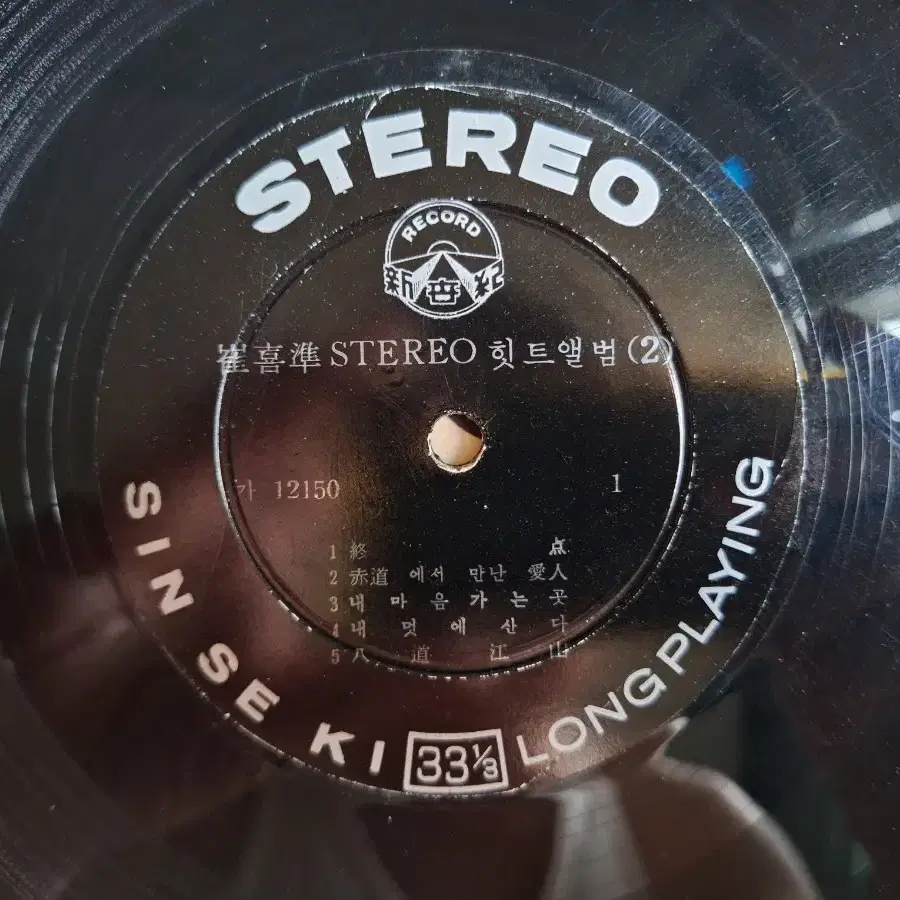 STEREO
RECORD
新世紀
崔喜準 STEREO 힛트앨범 (2)
가 12150
1
1 終点
2 赤道에서 만난 愛人
3 내마음가는곳
4 내멋에산다
5 八道江山
SIN SE KI
33⅓
LONG PLAYING